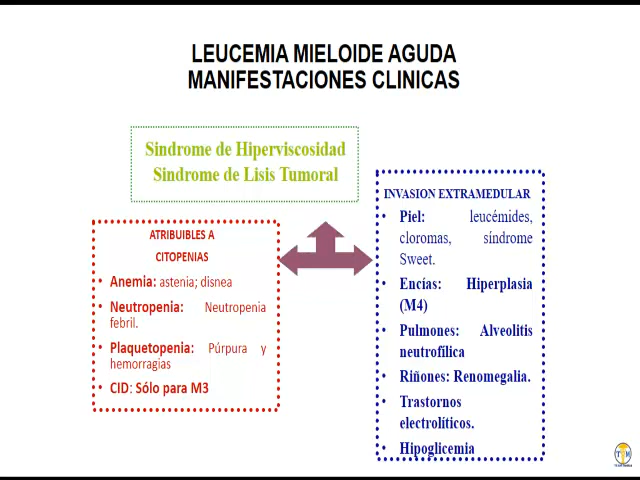 LEUCEMIA MIELOIDE AGUDA
MANIFESTACIONES CLINICAS
Sindrome de Hiperviscosidad
Síndrome de Lisis Tumoral
ATRIBUIBLES A
CITOPENIAS
• Anemia: astenia; disnea
• Neutropenia: Neutropenia
febril.
• Plaquetopenia: Púrpura y
hemorragias
• CID: Sólo para M3
INVASION EXTRAMEDULAR
• Piel: leucémides,
cloromas, síndrome
Sweet.
• Encías: Hiperplasia
(M4)
• Pulmones: Alveolitis
neutrofílica
• Riñones: Renomegalia.
• Trastornos
electrolíticos.
• Hipoglicemia